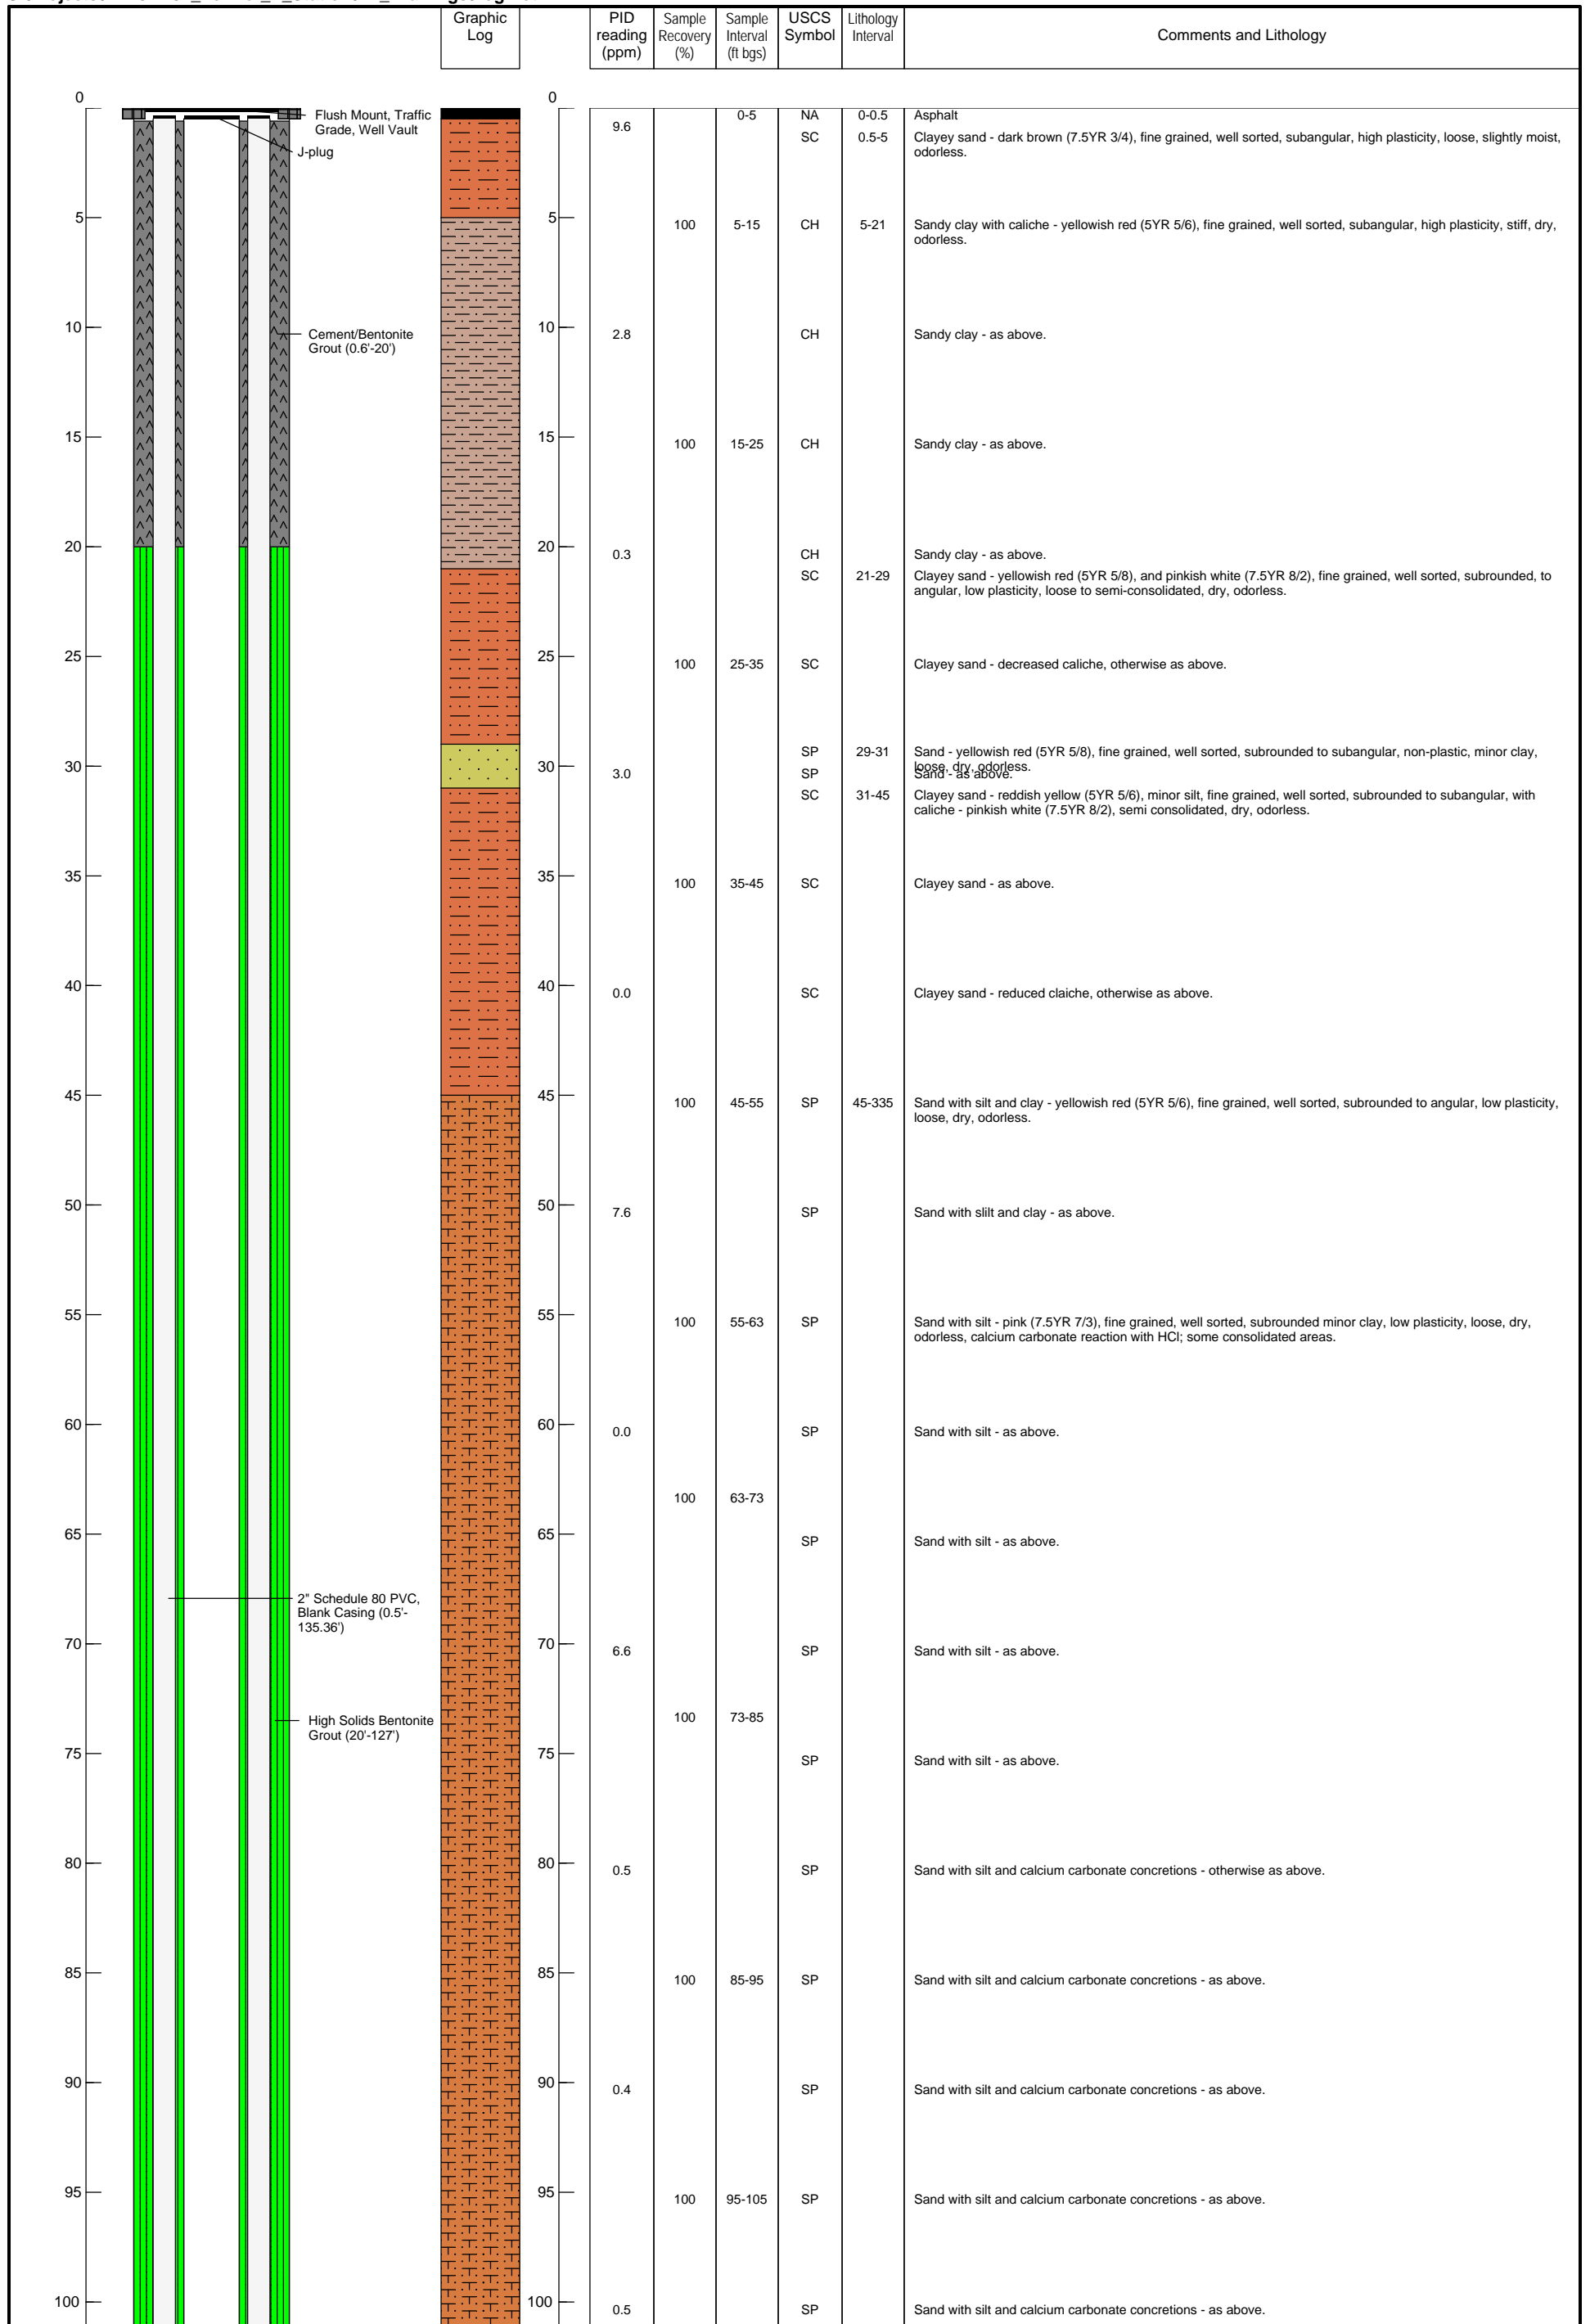 Graphic
Log
PID
reading
(ppm)
Sample
Recovery
(%)
Sample
Interval
(ft bgs)
USCS
Symbol
Lithology
Interval
Comments and Lithology
0
0
Flush Mount, Traffic
Grade, Well Vault
J-plug
9.6
0-5 NA 0-0.5 Asphalt
SC 0.5-5 Clayey sand - dark brown (7.5YR 3/4), fine grained, well sorted, subangular, high plasticity, loose, slightly moist,
odorless.
5
5
100 5-15 CH 5-21 Sandy clay with caliche - yellowish red (5YR 5/6), fine grained, well sorted, subangular, high plasticity, stiff, dry,
odorless.
10
Cement/Bentonite
Grout (0.6'-20')
10
2.8 CH Sandy clay - as above.
15
15
100 15-25 CH Sandy clay - as above.
20
20
0.3 CH Sandy clay - as above.
SC 21-29 Clayey sand - yellowish red (5YR 5/8), and pinkish white (7.5YR 8/2), fine grained, well sorted, subrounded, to
angular, low plasticity, loose to semi-consolidated, dry, odorless.
25
25
100 25-35 SC Clayey sand - decreased caliche, otherwise as above.
SP 29-31 Sand - yellowish red (5YR 5/8), fine grained, well sorted, subrounded to subangular, non-plastic, minor clay,
loose, dry, odorless.
30
30
3.0 SP Sand - as above.
SC 31-45 Clayey sand - reddish yellow (5YR 5/6), minor silt, fine grained, well sorted, subrounded to subangular, with
caliche - pinkish white (7.5YR 8/2), semi consolidated, dry, odorless.
35
35
100 35-45 SC Clayey sand - as above.
40
40
0.0 SC Clayey sand - reduced claiche, otherwise as above.
45
45
100 45-55 SP 45-335 Sand with silt and clay - yellowish red (5YR 5/6), fine grained, well sorted, subrounded to angular, low plasticity,
loose, dry, odorless.
50
50
7.6 SP Sand with slilt and clay - as above.
55
55
100 55-63 SP Sand with silt - pink (7.5YR 7/3), fine grained, well sorted, subrounded minor clay, low plasticity, loose, dry,
odorless, calcium carbonate reaction with HCl; some consolidated areas.
60
60
0.0 SP Sand with silt - as above.
100 63-73
65
65
SP Sand with silt - as above.
2" Schedule 80 PVC,
Blank Casing (0.5'-
135.36')
70
70
6.6 SP Sand with silt - as above.
High Solids Bentonite
Grout (20'-127')
100 73-85
75
75
SP Sand with silt - as above.
80
80
0.5 SP Sand with silt and calcium carbonate concretions - otherwise as above.
85
85
100 85-95 SP Sand with silt and calcium carbonate concretions - as above.
90
90
0.4 SP Sand with silt and calcium carbonate concretions - as above.
95
95
100 95-105 SP Sand with silt and calcium carbonate concretions - as above.
100
100
0.5 SP Sand with silt and calcium carbonate concretions - as above.